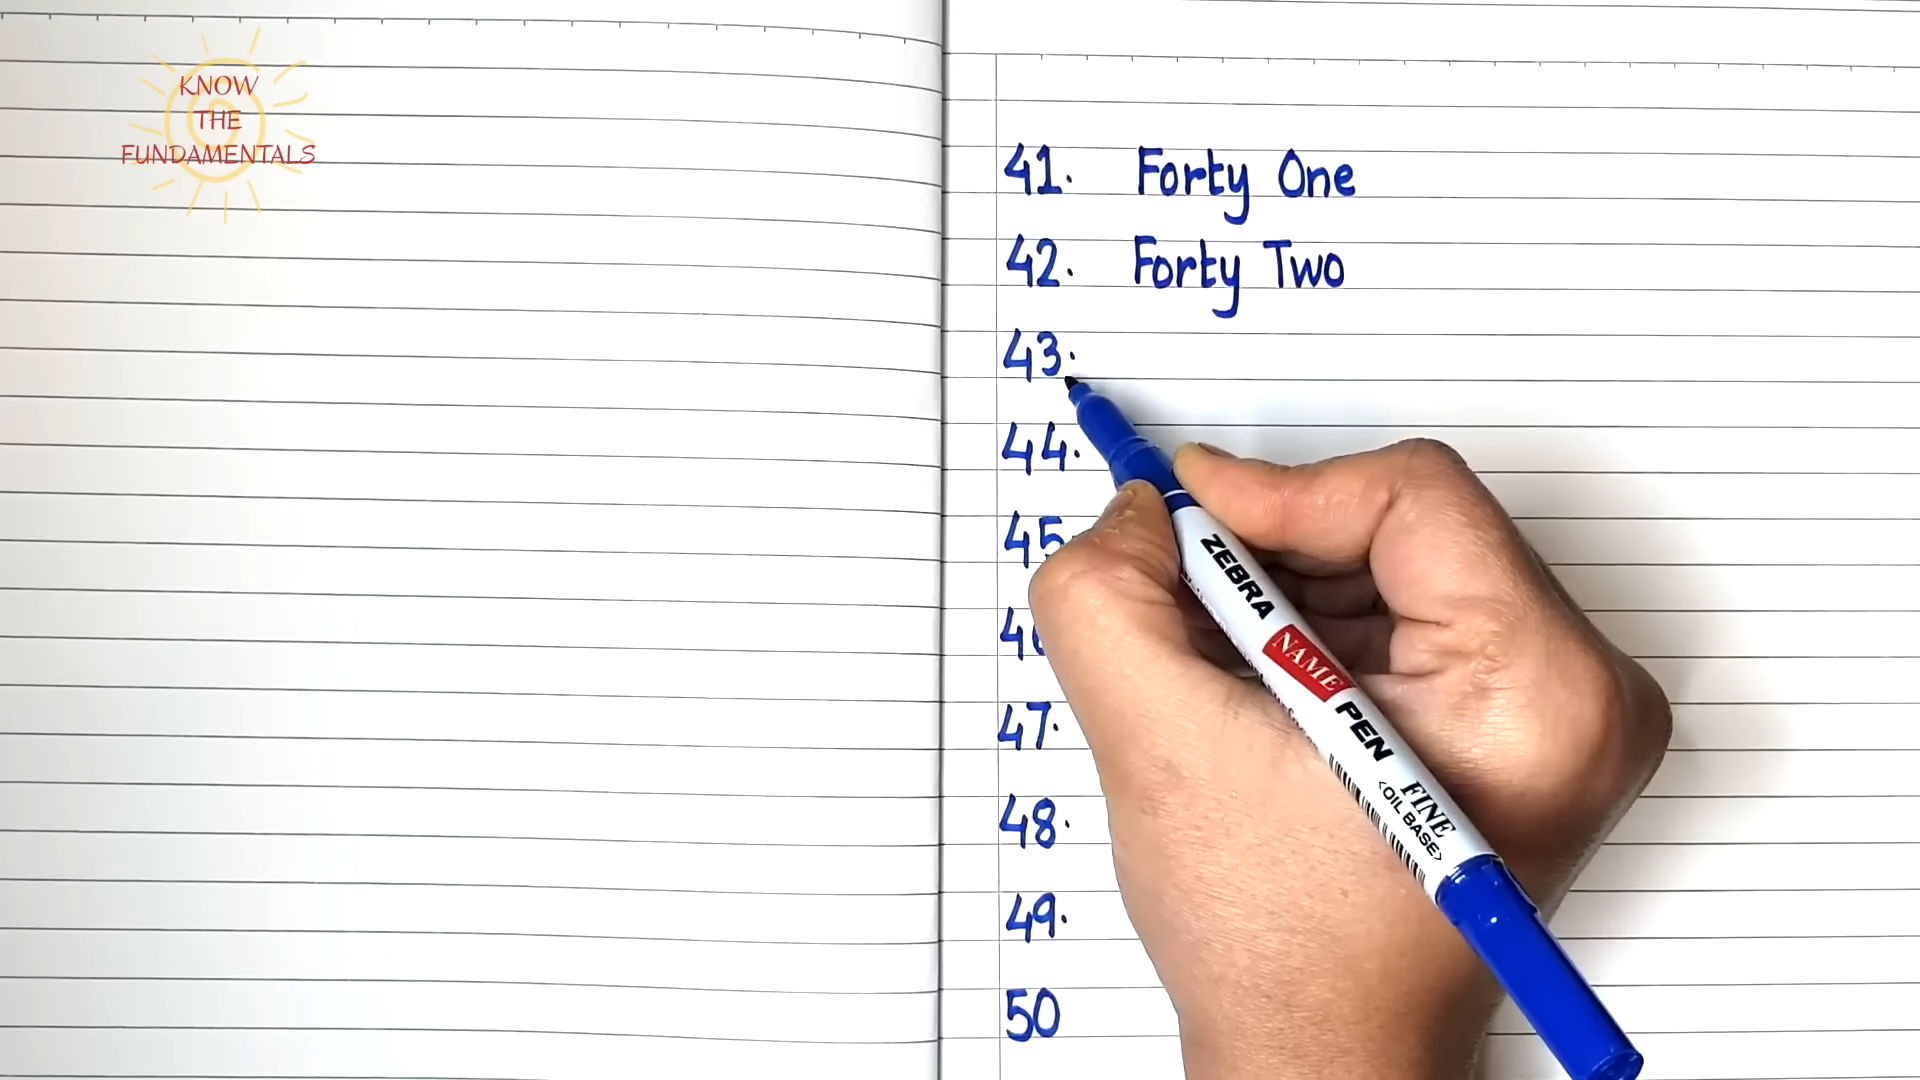 KNOW
THE
FUNDAMENTALS
41. Forty One
42. Forty Two
43.
44.
45.
47.
48.
49.
50
ZEBRA NAME PEN FINE
<OIL BASE>